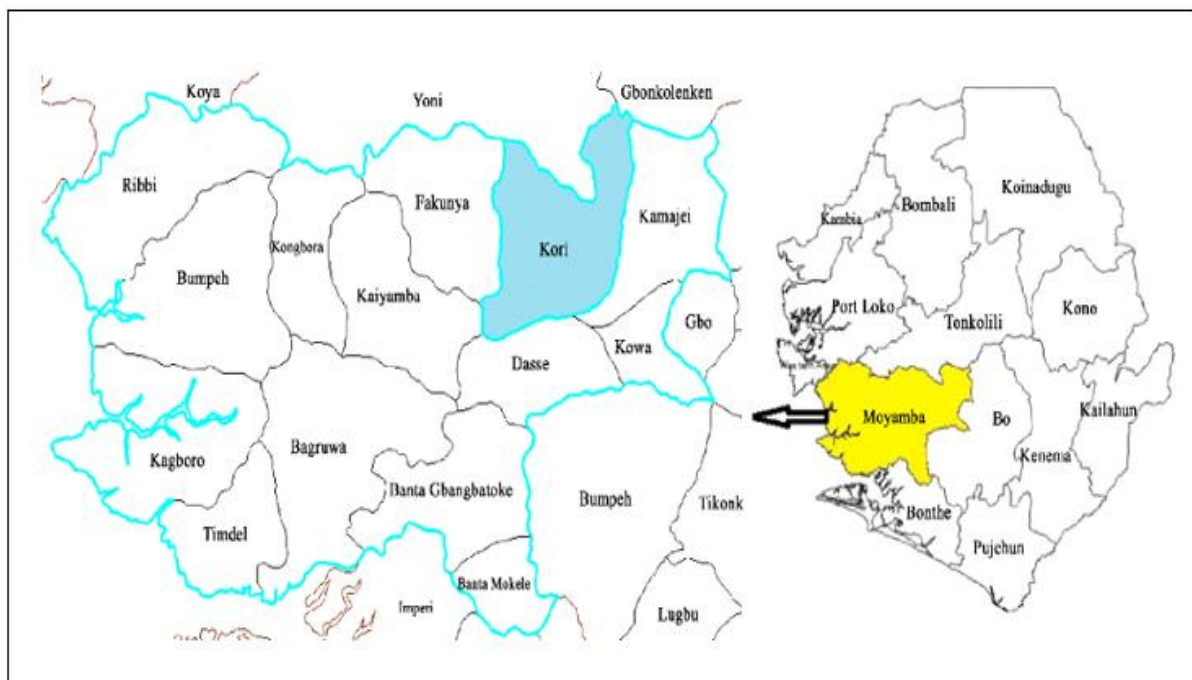 Koya
Yoni
Gbonkolenken
Ribbi
Fakunya
Kamajei
Kongbora
Kori
Bumpeh
Kaiyamba
Gbo
Dasse
Kowa
Kagboro
Bagruwa
Banta Gbangbatoke
Bumpeh
Tikonk
Timdel
Banta Mokele
Imperi
Lugbu
Koinadugu
Bombali
Kambia
Port Loko
Tonkolili
Kono
Moyamba
Bo
Kailahun
Kenema
Bonthe
Pujehun